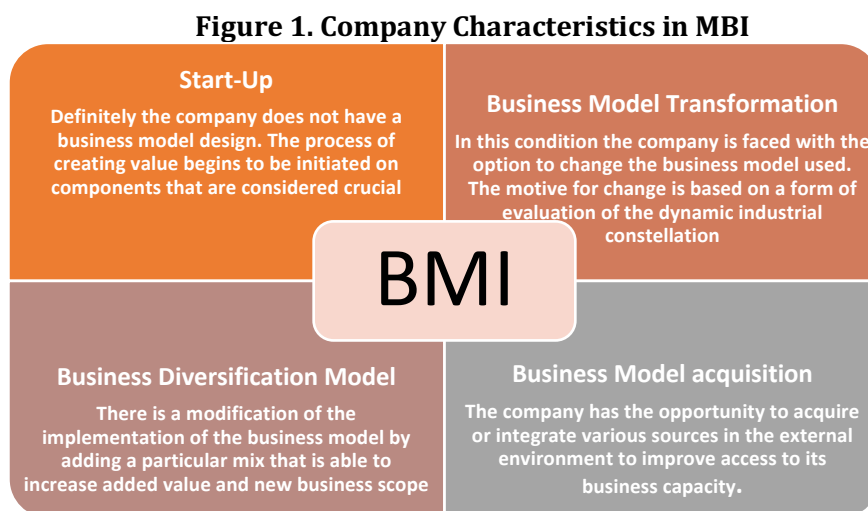 Figure 1. Company Characteristics in MBI
Start-Up
Definitely the company does not have a
business model design. The process of
creating value begins to be initiated on
components that are considered crucial
Business Model Transformation
In this condition the company is faced with the
option to change the business model used.
The motive for change is based on a form of
evaluation of the dynamic industrial
constellation
BMI
Business Diversification Model
There is a modification of the
implementation of the business model by
adding a particular mix that is able to
increase added value and new business scope
Business Model acquisition
The company has the opportunity to acquire
or integrate various sources in the external
environment to improve access to its
business capacity.